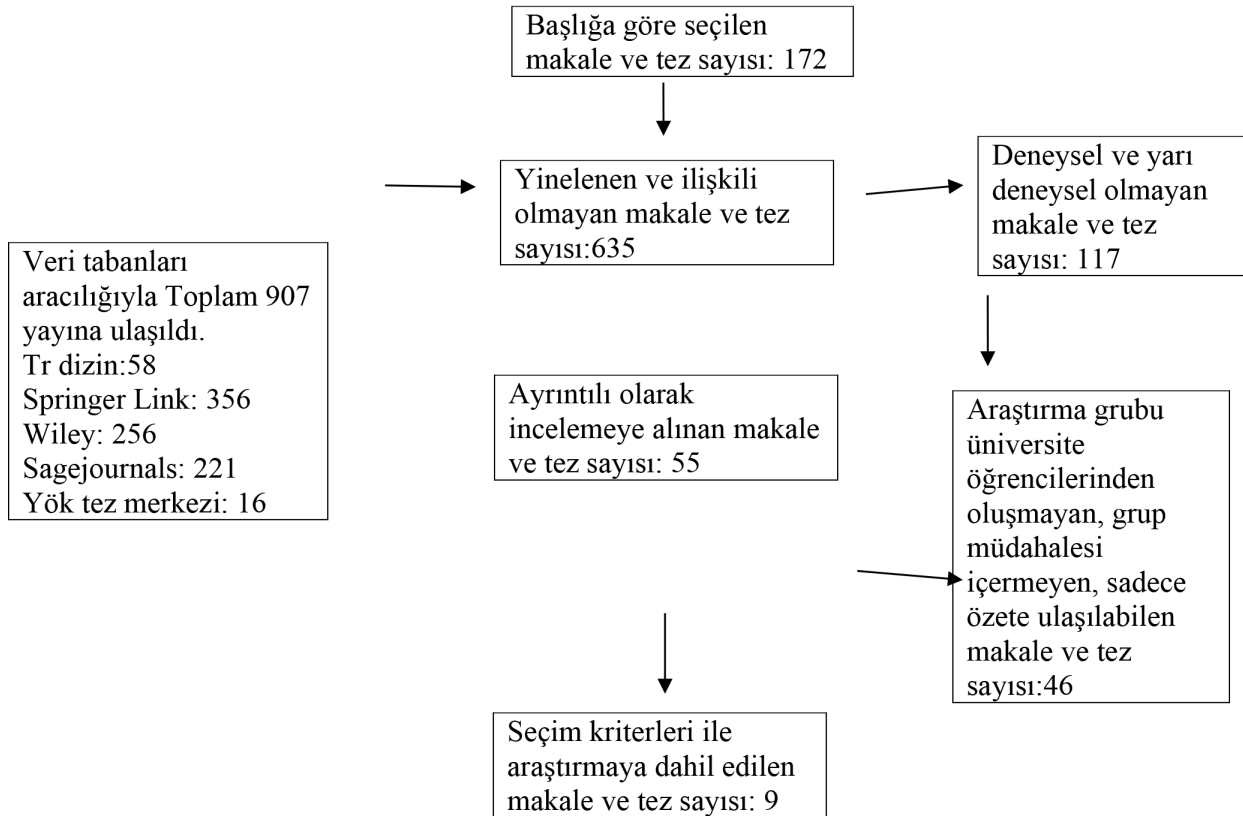 Başlığa göre seçilen
makale ve tez sayısı: 172
Yinelenen ve ilişkili
olmayan makale ve tez
sayısı:635
Deneysel ve yarı
deneysel olmayan
makale ve tez
sayısı: 117
Veri tabanları
aracılığıyla Toplam 907
yayına ulaşıldı.
Tr dizin:58
Springer Link: 356
Wiley: 256
Sagejournals: 221
Yök tez merkezi: 16
Ayrıntılı olarak
incelemeye alınan makale
ve tez sayısı: 55
Araştırma grubu
üniversite
öğrencilerinden
oluşmayan, grup
müdahalesi
içermeyen, sadece
özete ulaşılabilen
makale ve tez
sayısı:46
Seçim kriterleri ile
araştırmaya dahil edilen
makale ve tez sayısı: 9